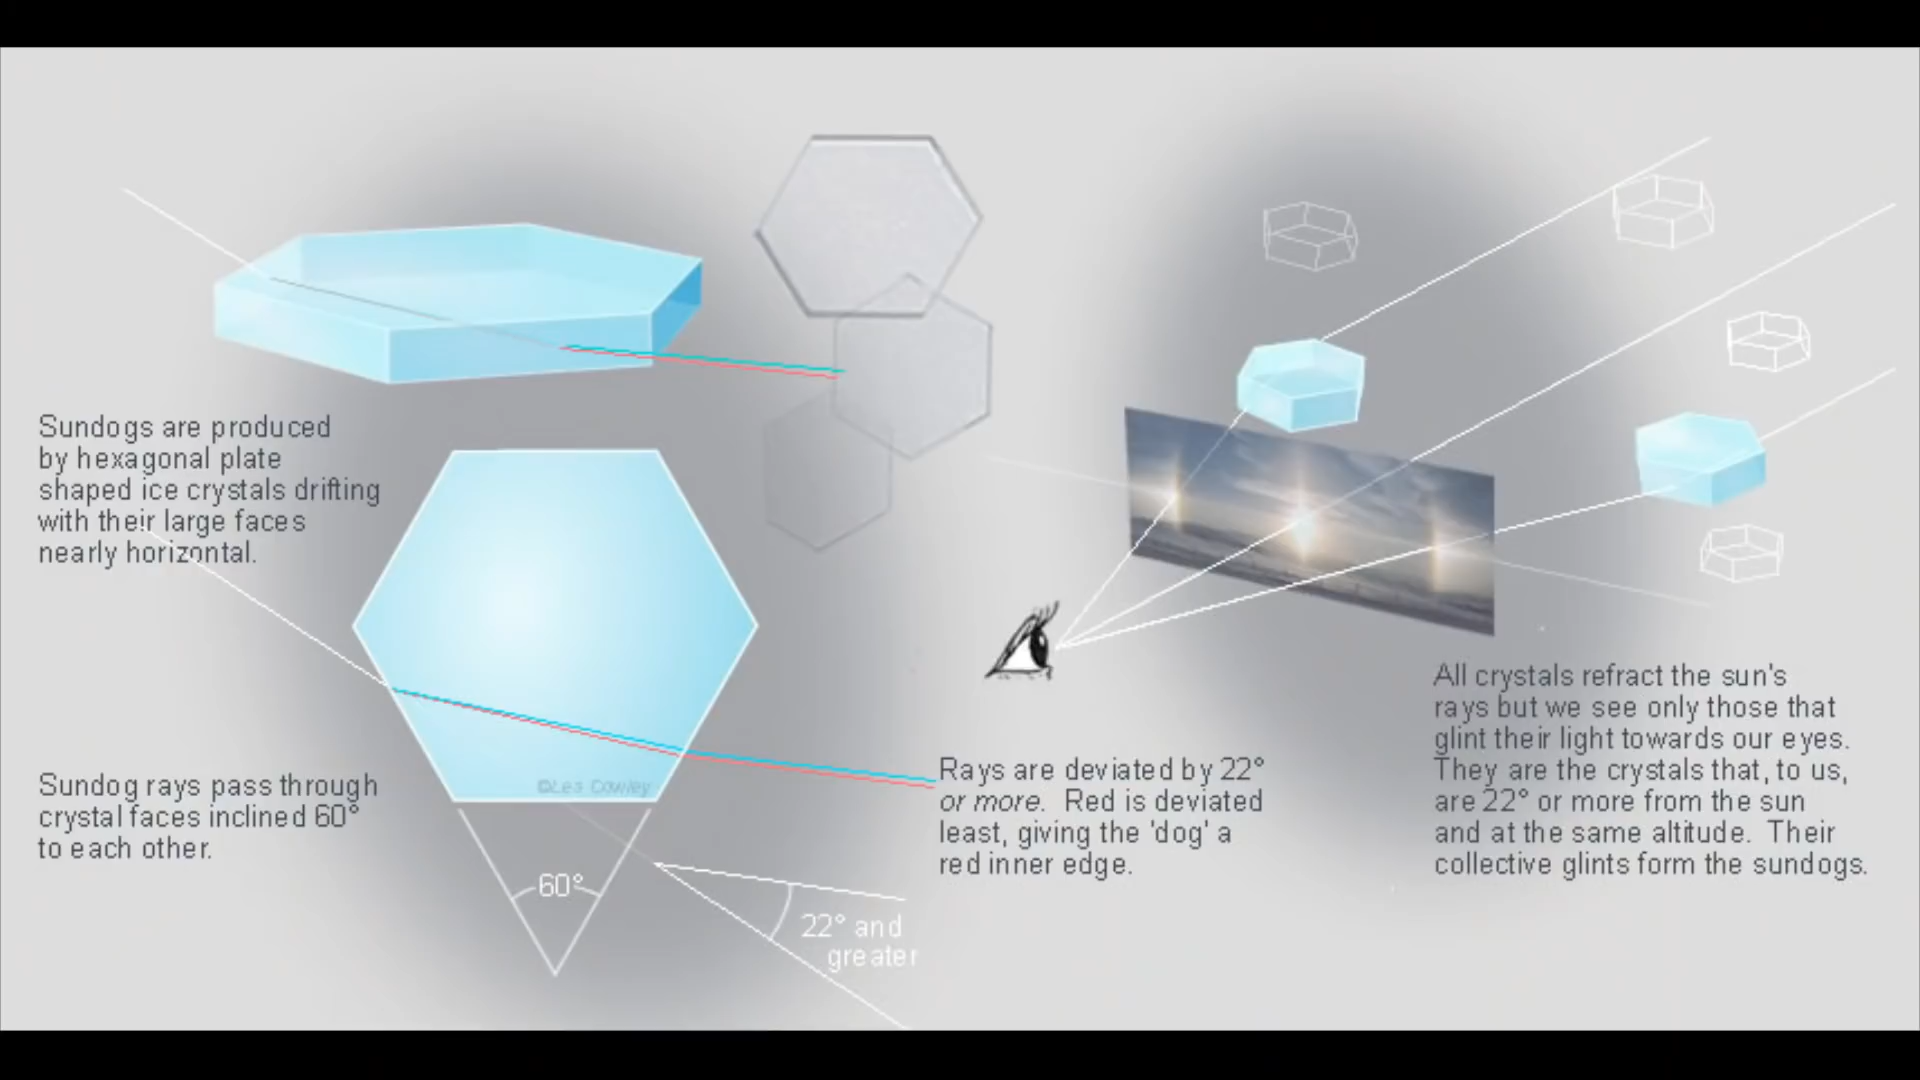 Sundogs are produced
by hexagonal plate
shaped ice crystals drifting
with their large faces
nearly horizontal.
Sundog rays pass through
crystal faces inclined 60°
to each other.
©Les Cowley
60°
22° and
greater
Rays are deviated by 22°
or more. Red is deviated
least, giving the 'dog' a
red inner edge.
All crystals refract the sun's
rays but we see only those that
glint their light towards our eyes.
They are the crystals that, to us,
are 22° or more from the sun
and at the same altitude. Their
collective glints form the sundogs.